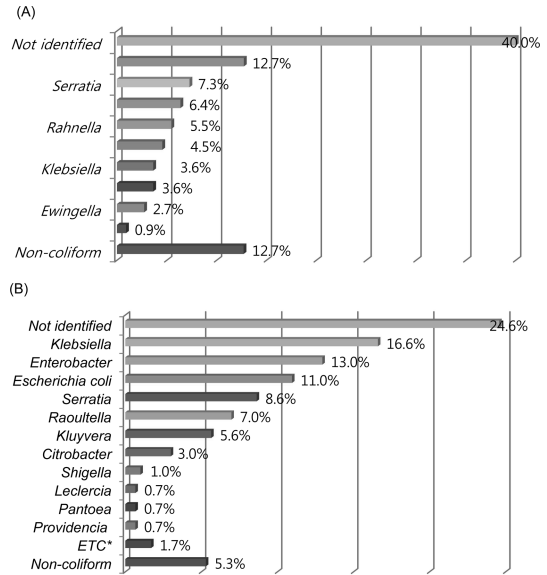 (A)
Not identified 40.0%
12.7%
Serratia 7.3%
6.4%
Rahnella 5.5%
4.5%
Klebsiella 3.6%
3.6%
Ewingella 2.7%
0.9%
Non-coliform 12.7%
(B)
Not identified 24.6%
Klebsiella 16.6%
Enterobacter 13.0%
Escherichia coli 11.0%
Serratia 8.6%
Raoultella 7.0%
Kluyvera 5.6%
Citrobacter 3.0%
Shigella 1.0%
Leclercia 0.7%
Pantoea 0.7%
Providencia 0.7%
ETC* 1.7%
Non-coliform 5.3%